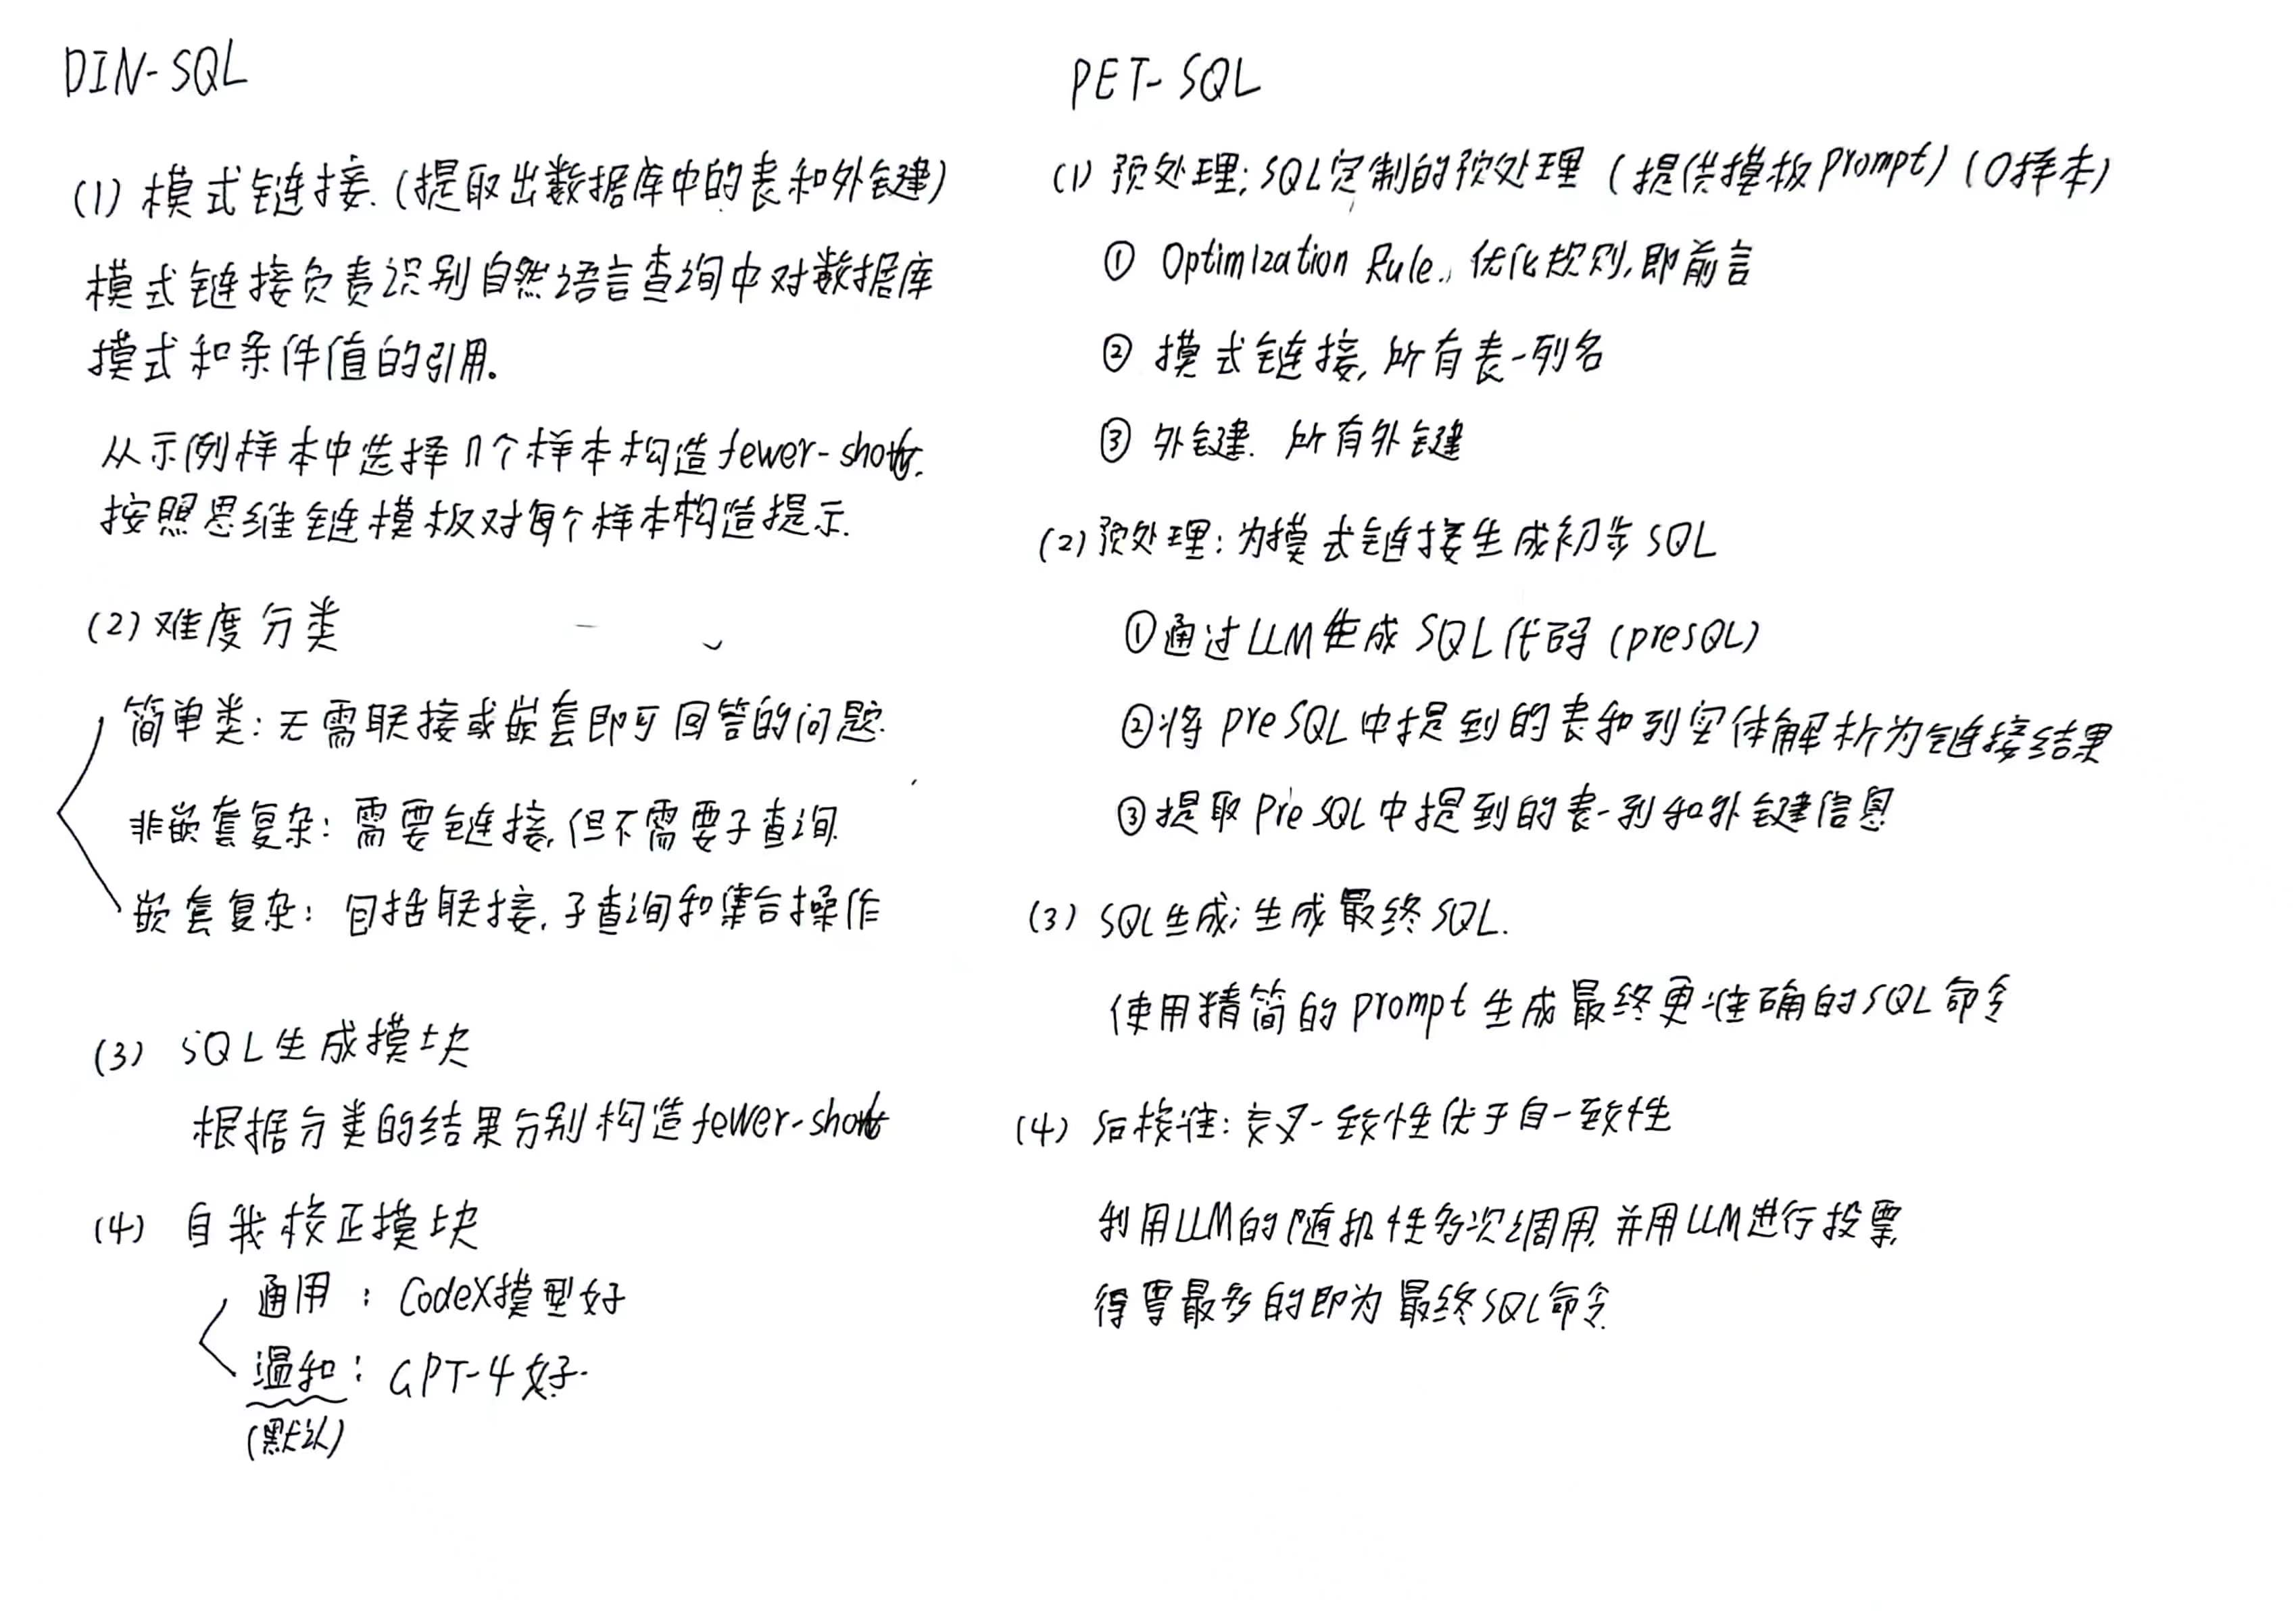 DIN-SQL
(1) 模式链接.(提取出数据库中的表和外键)
模式链接负责识别自然语言查询中对数据库
模式和条件值的引用。
从示例样本中选择几个样本构造fewer-shot.
按照思维链模板对每个样本构造提示.
(2) 难度分类
简单类: 无需联接或嵌套即可回答的问题.
非嵌套复杂: 需要链接,但不需要子查询.
嵌套复杂: 包括联接,子查询和集合操作
(3) SQL生成模块
根据分类的结果分别构造fewer-shot
(4) 自我校正模块
通用: CodeX模型好
温和: GPT-4好.
(默认)
PET-SQL
(1) 预处理: SQL定制的预处理 (提供模板prompt) (0样本)
① Optimization Rule., 优化规则,即前言
② 模式链接, 所有表-列名
③ 外键. 所有外键
(2) 预处理: 为模式链接生成初步SQL
① 通过LLM生成SQL代码 (preSQL)
② 将preSQL中提到的表和列实体解析为链接结果
③ 提取PreSQL中提到的表-列和外键信息
(3) SQL生成: 生成最终SQL.
使用精简的prompt生成最终更准确的SQL命令
(4) 后校准: 交叉一致性优于自一致性
利用LLM的随机性多次调用,并用LLM进行投票,
得票最多的即为最终SQL命令.